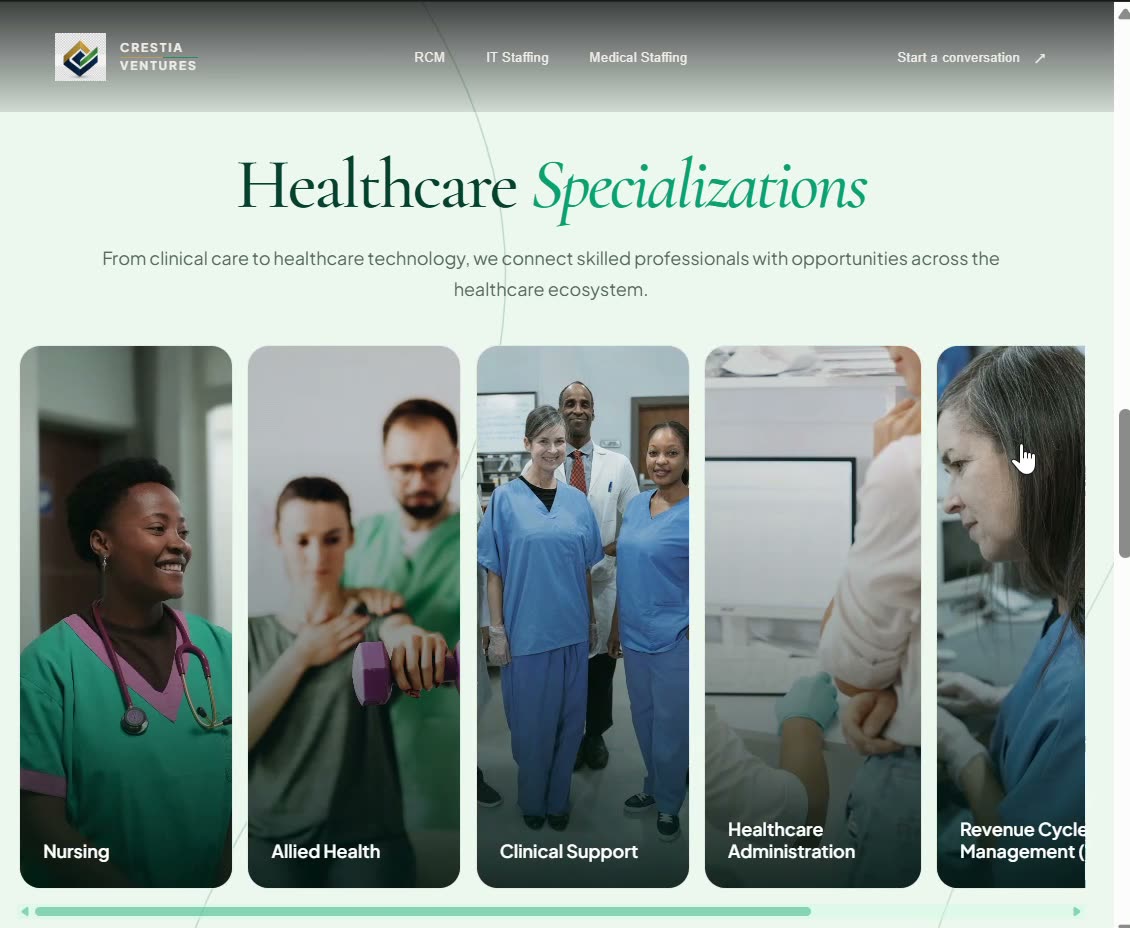 CRESTIA
VENTURES
RCM
IT Staffing
Medical Staffing
Start a conversation ↗
Healthcare Specializations
From clinical care to healthcare technology, we connect skilled professionals with opportunities across the
healthcare ecosystem.
Nursing
Allied Health
Clinical Support
Healthcare
Administration
Revenue Cycle
Management (